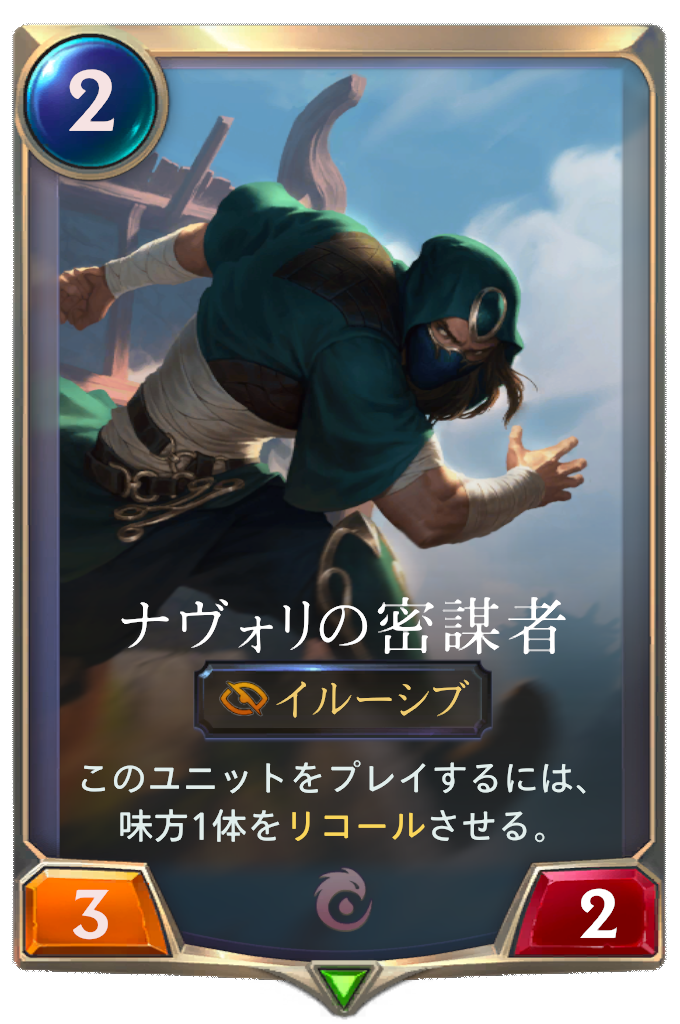 2
ナヴォリの密謀者
イルーシブ
このユニットをプレイするには、
味方1体をリコールさせる。
3
2